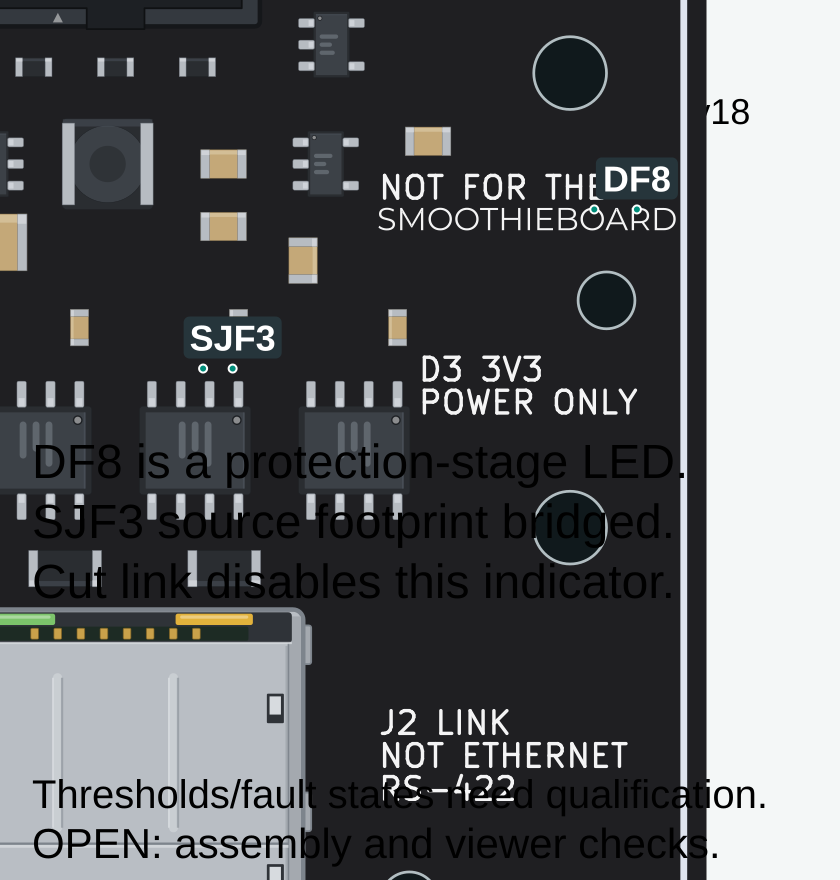 v18
NOT FOR THE
DF8
SMOOTHIEBOARD
SJF3
D3 3V3
POWER ONLY
DF8 is a protection-stage LED.
SJF3 source footprint bridged.
Cut link disables this indicator.
J2 LINK
NOT ETHERNET
RS-422
Thresholds/fault states need qualification.
OPEN: assembly and viewer checks.